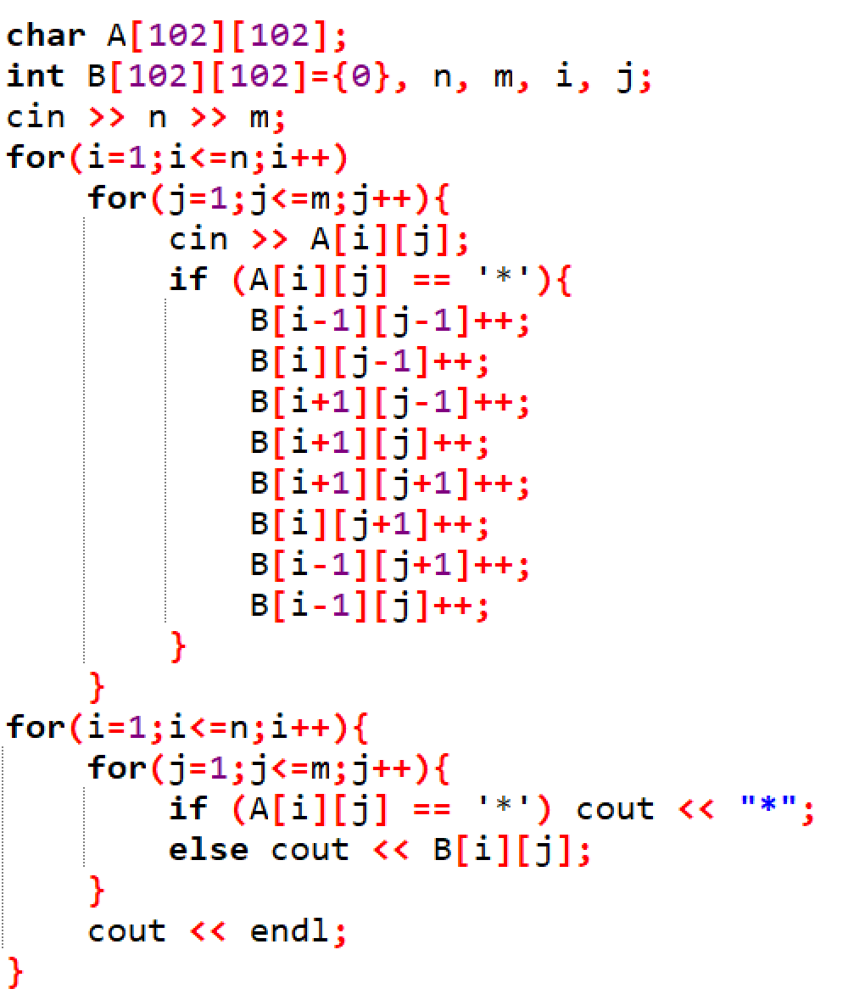 char A[102][102];
int B[102][102]={0}, n, m, i, j;
cin >> n >> m;
for(i=1;i<=n;i++)
    for(j=1;j<=m;j++){
        cin >> A[i][j];
        if (A[i][j] == '*'){
            B[i-1][j-1]++;
            B[i][j-1]++;
            B[i+1][j-1]++;
            B[i+1][j]++;
            B[i+1][j+1]++;
            B[i][j+1]++;
            B[i-1][j+1]++;
            B[i-1][j]++;
        }
    }
for(i=1;i<=n;i++){
    for(j=1;j<=m;j++){
        if (A[i][j] == '*') cout << "*";
        else cout << B[i][j];
    }
    cout << endl;
}